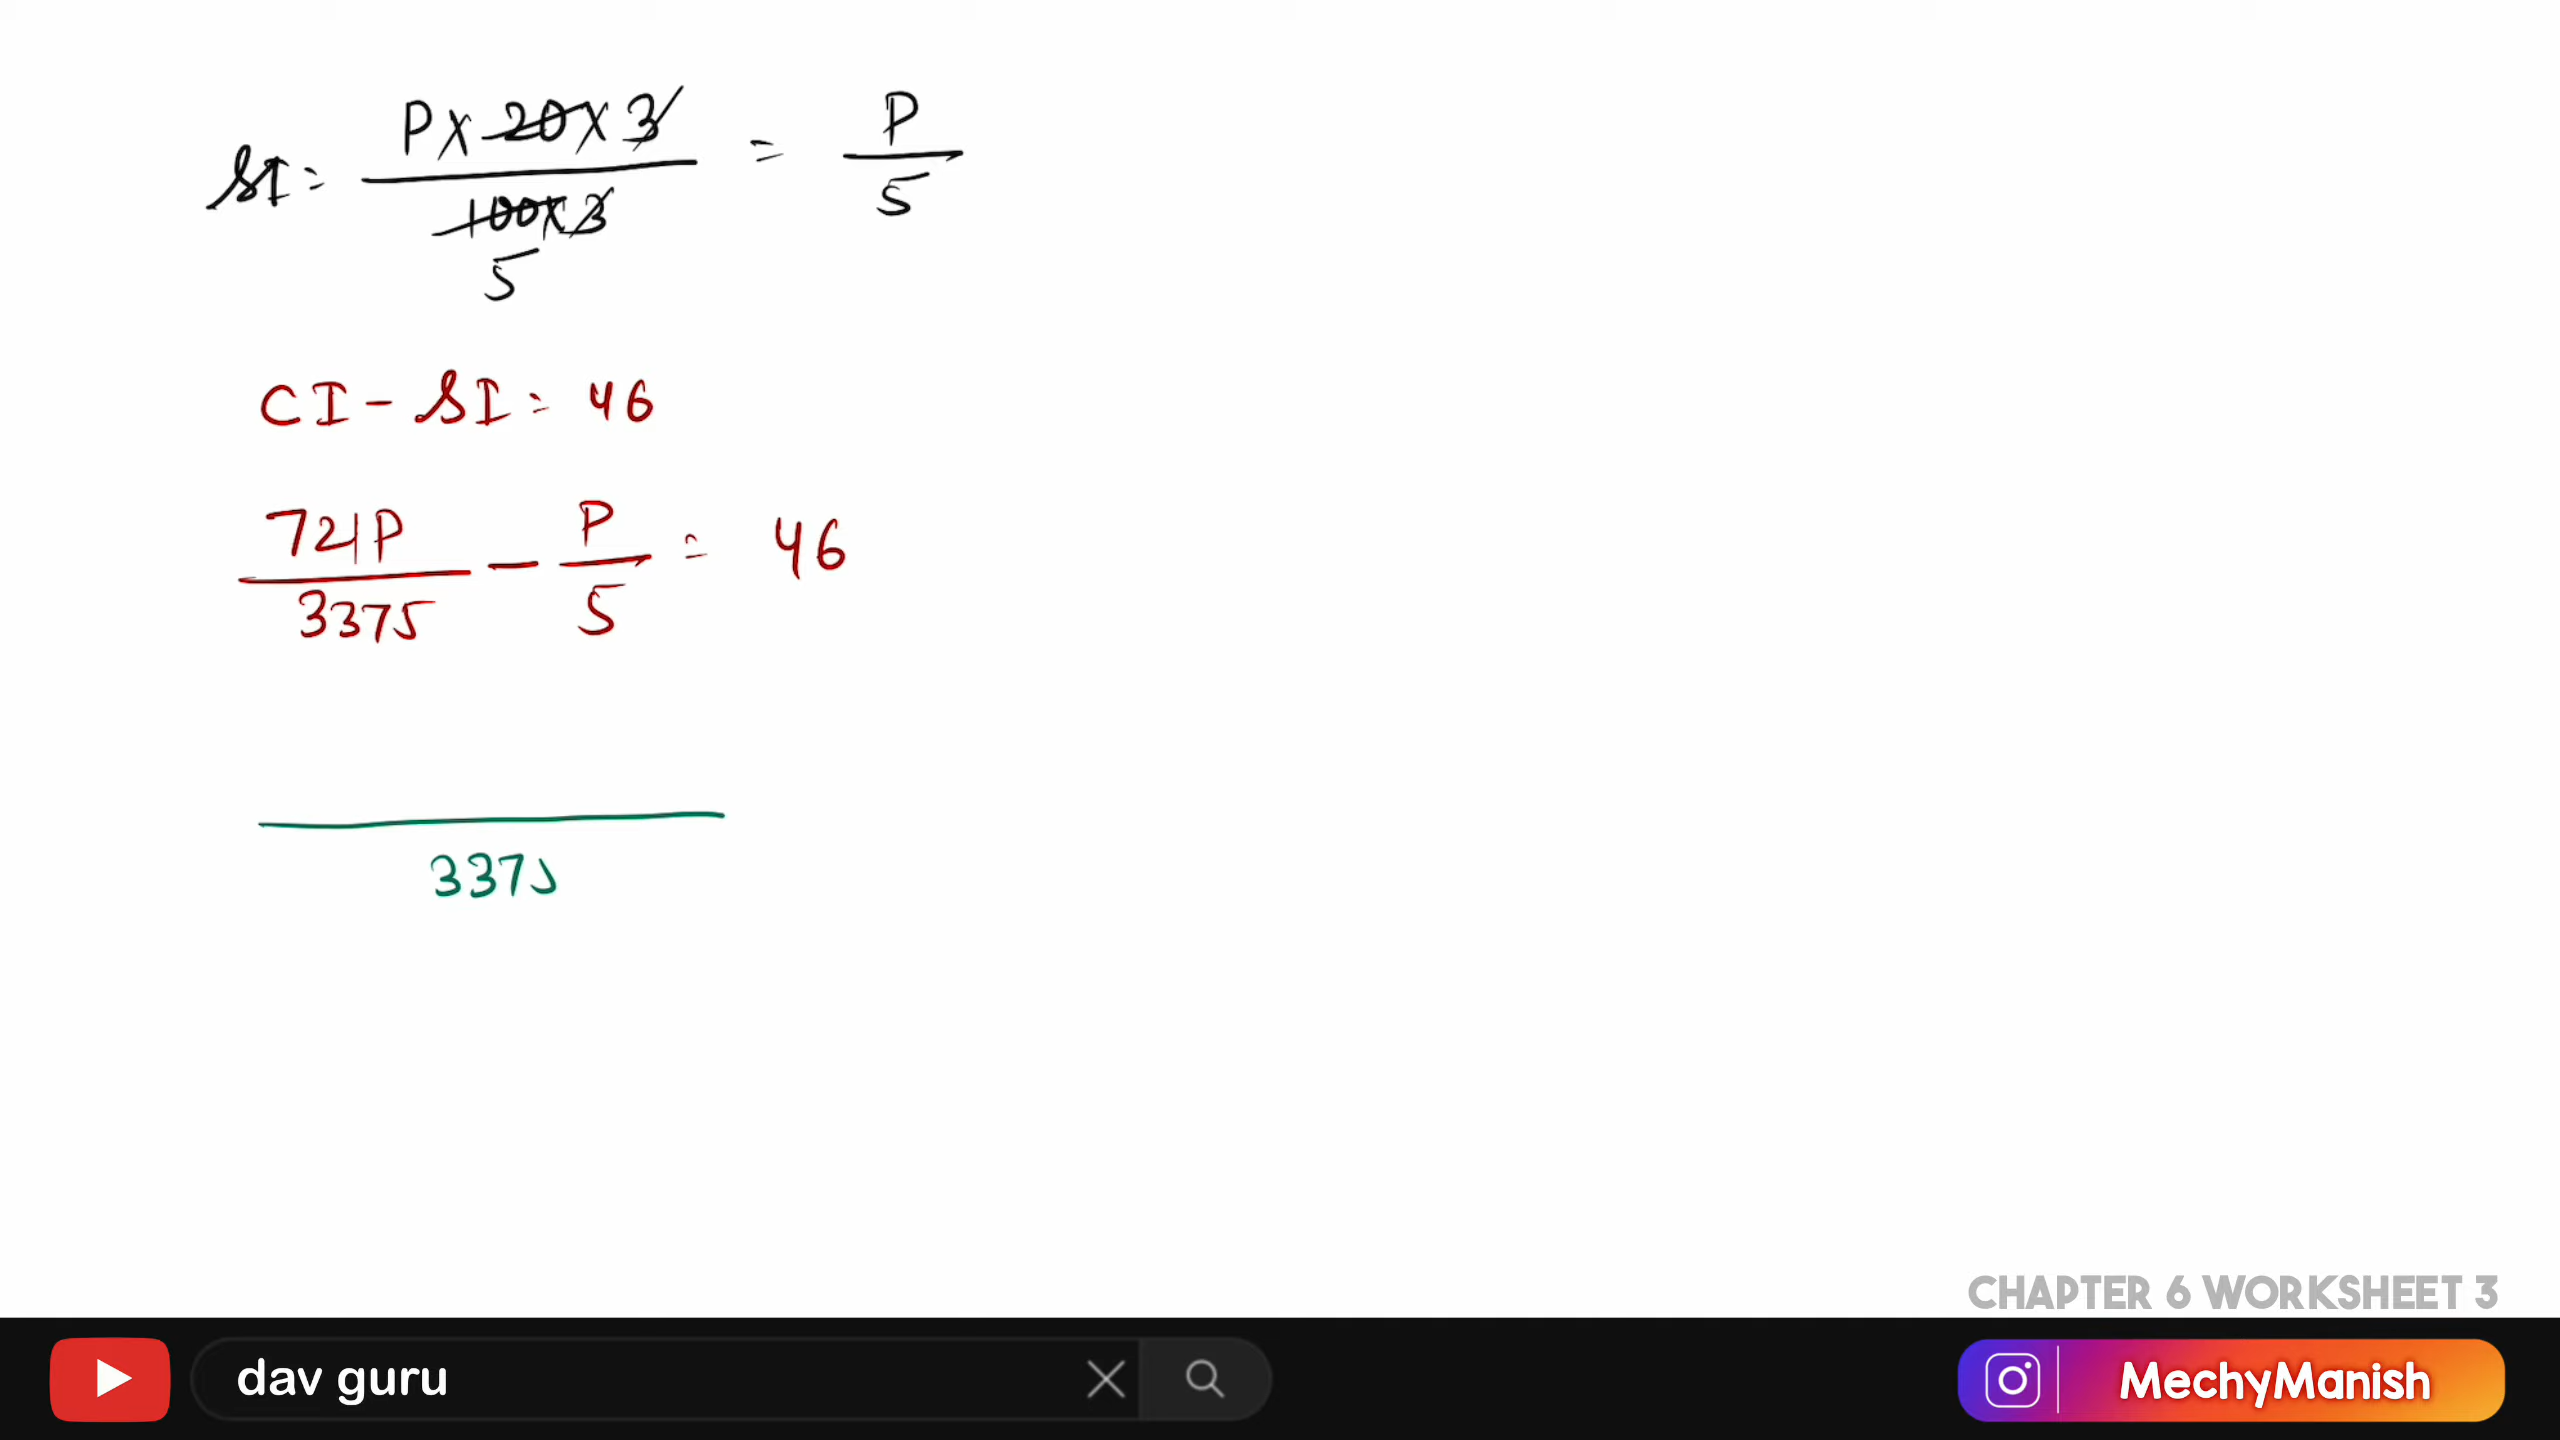 SI = P X 20 X 3 / 100 X 3 = P / 5
5
CI - SI = 46
721P / 3375 - P / 5 = 46
3375
CHAPTER 6 WORKSHEET 3
dav guru
MechyManish